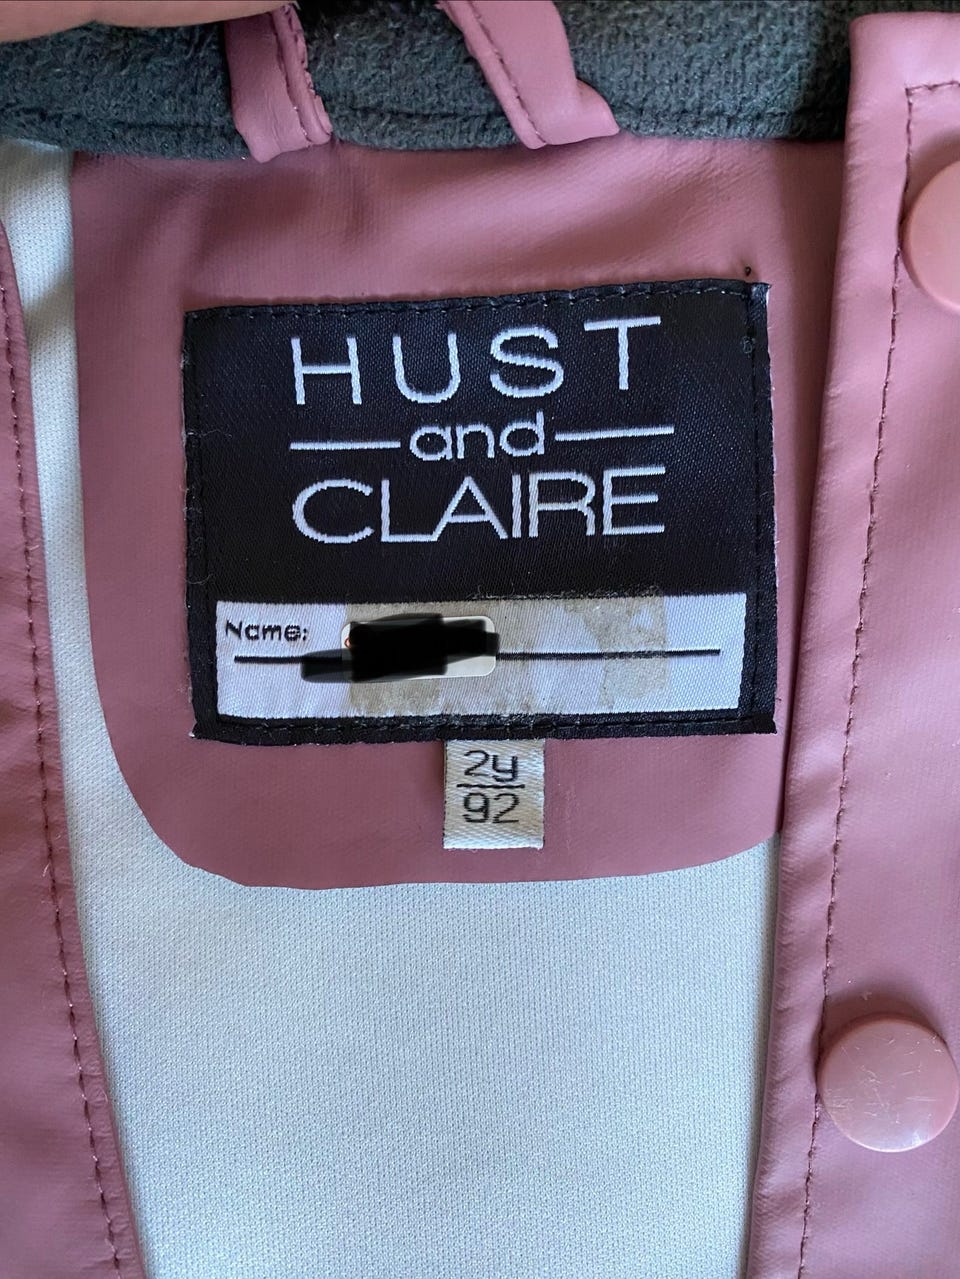 HUST
and
CLAIRE
Name:
2y
92